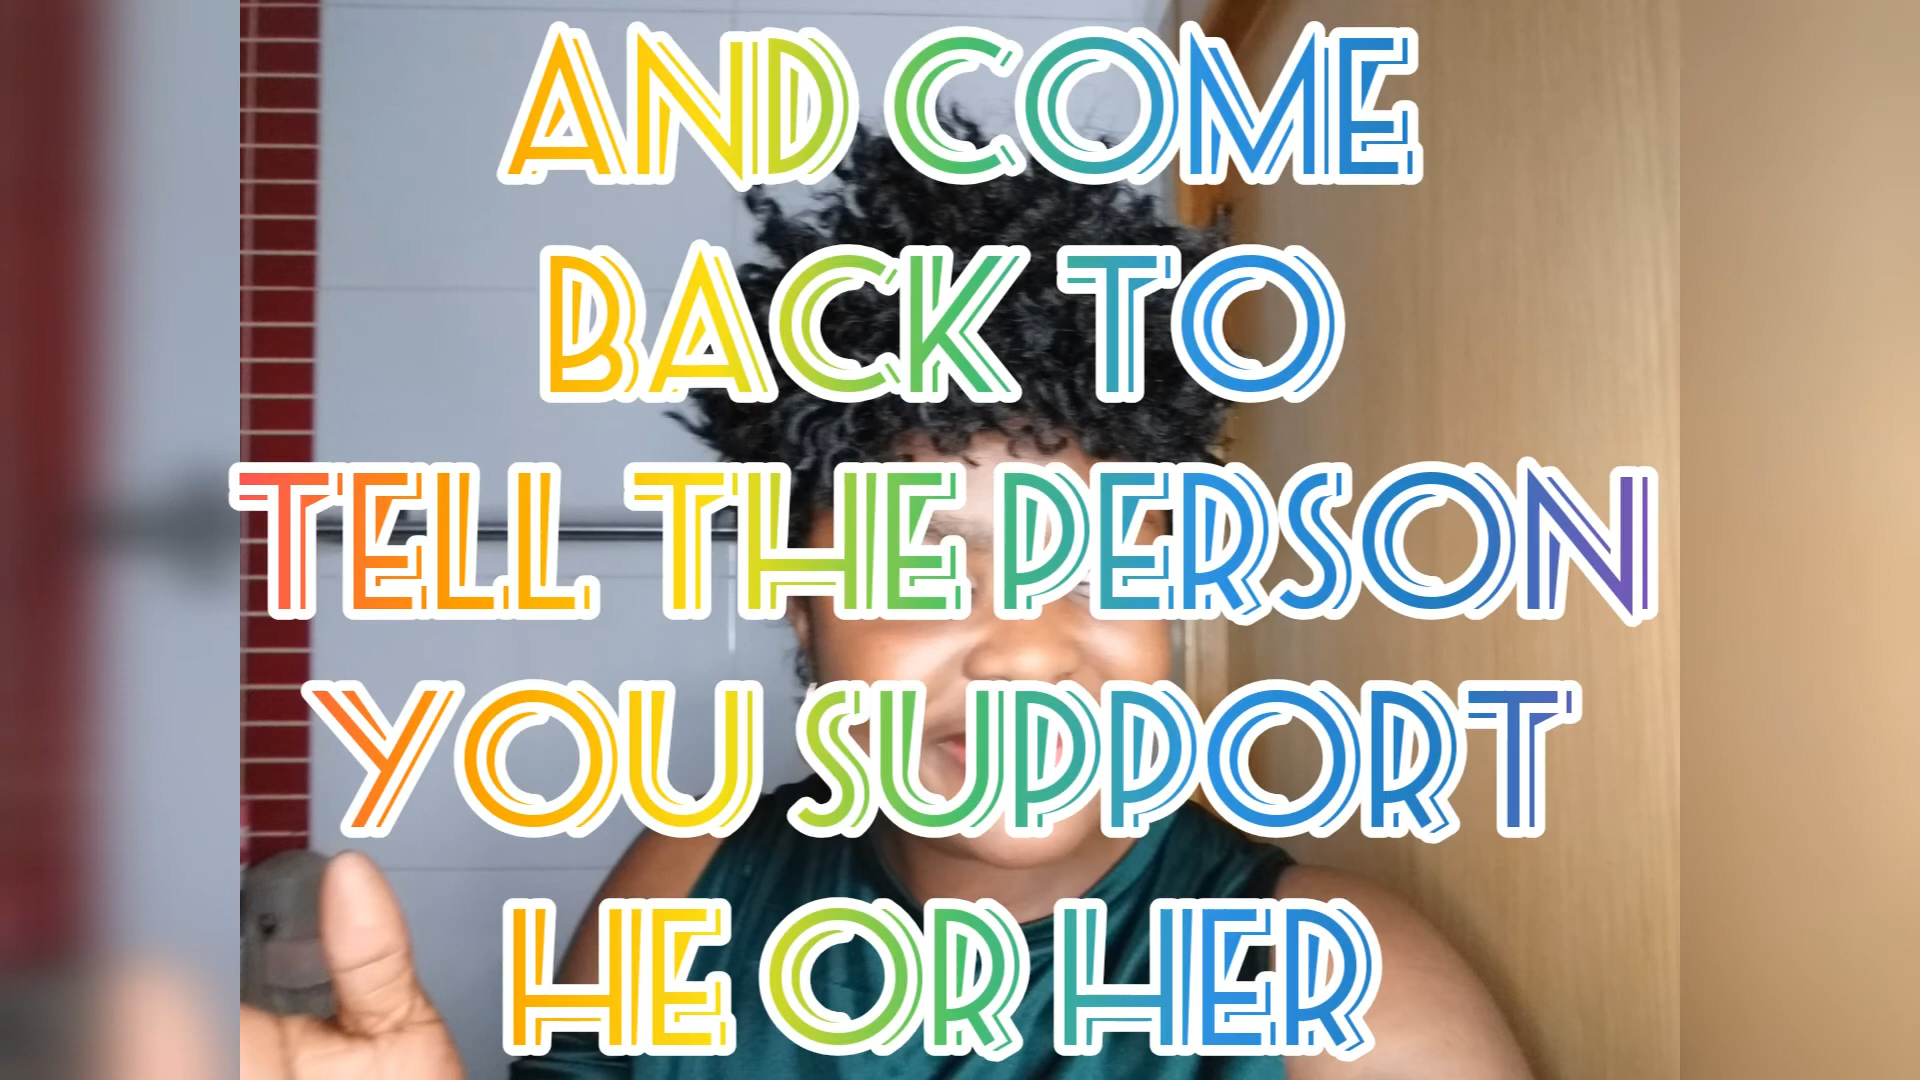 AND COME
BACK TO
TELL THE PERSON
YOU SUPPORT
HE OR HER